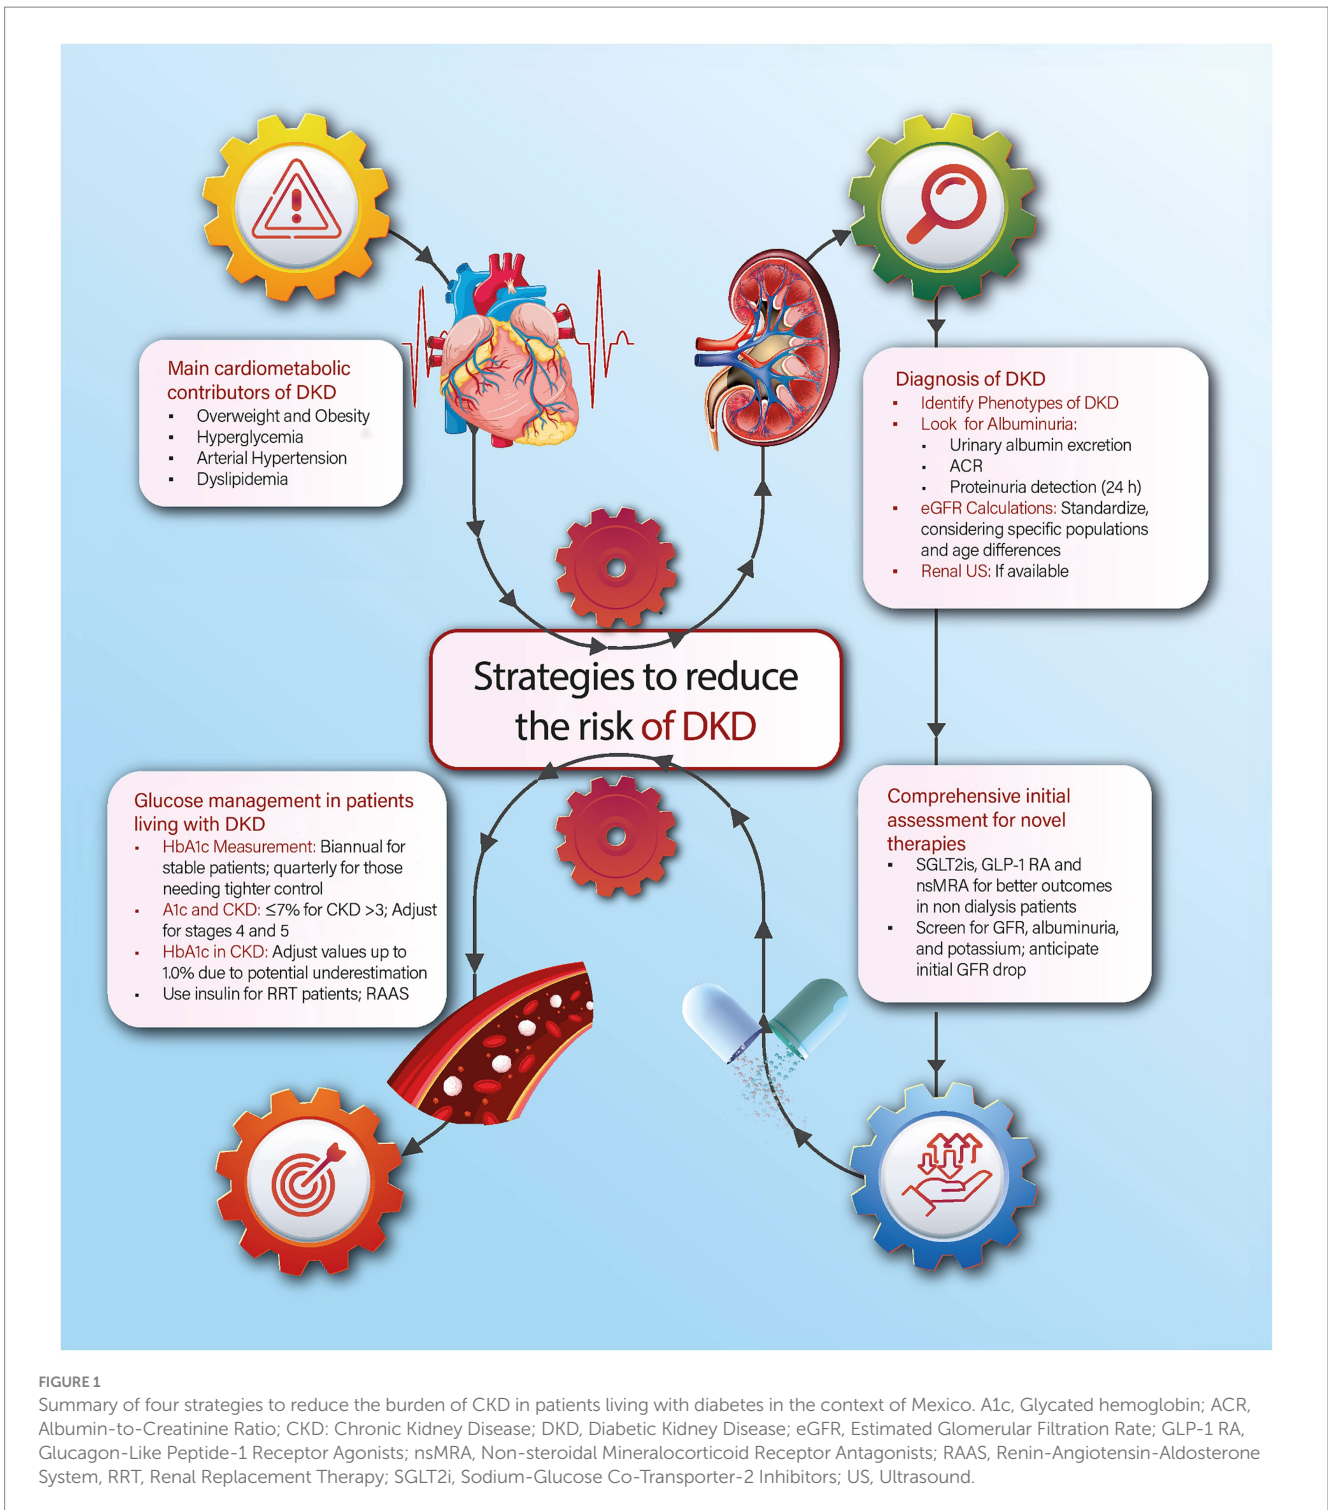 Main cardiometabolic
contributors of DKD
▪ Overweight and Obesity
▪ Hyperglycemia
▪ Arterial Hypertension
▪ Dyslipidemia
Diagnosis of DKD
▪ Identify Phenotypes of DKD
▪ Look for Albuminuria:
▪ Urinary albumin excretion
▪ ACR
▪ Proteinuria detection (24 h)
▪ eGFR Calculations: Standardize,
considering specific populations
and age differences
▪ Renal US: If available
Strategies to reduce
the risk of DKD
Glucose management in patients
living with DKD
▪ HbA1c Measurement: Biannual for
stable patients; quarterly for those
needing tighter control
▪ A1c and CKD: ≤7% for CKD >3; Adjust
for stages 4 and 5
▪ HbA1c in CKD: Adjust values up to
1.0% due to potential underestimation
▪ Use insulin for RRT patients; RAAS
Comprehensive initial
assessment for novel
therapies
▪ SGLT2is, GLP-1 RA and
nsMRA for better outcomes
in non dialysis patients
▪ Screen for GFR, albuminuria,
and potassium; anticipate
initial GFR drop
FIGURE 1
Summary of four strategies to reduce the burden of CKD in patients living with diabetes in the context of Mexico. A1c, Glycated hemoglobin; ACR,
Albumin-to-Creatinine Ratio; CKD: Chronic Kidney Disease; DKD, Diabetic Kidney Disease; eGFR, Estimated Glomerular Filtration Rate; GLP-1 RA,
Glucagon-Like Peptide-1 Receptor Agonists; nsMRA, Non-steroidal Mineralocorticoid Receptor Antagonists; RAAS, Renin-Angiotensin-Aldosterone
System, RRT, Renal Replacement Therapy; SGLT2i, Sodium-Glucose Co-Transporter-2 Inhibitors; US, Ultrasound.